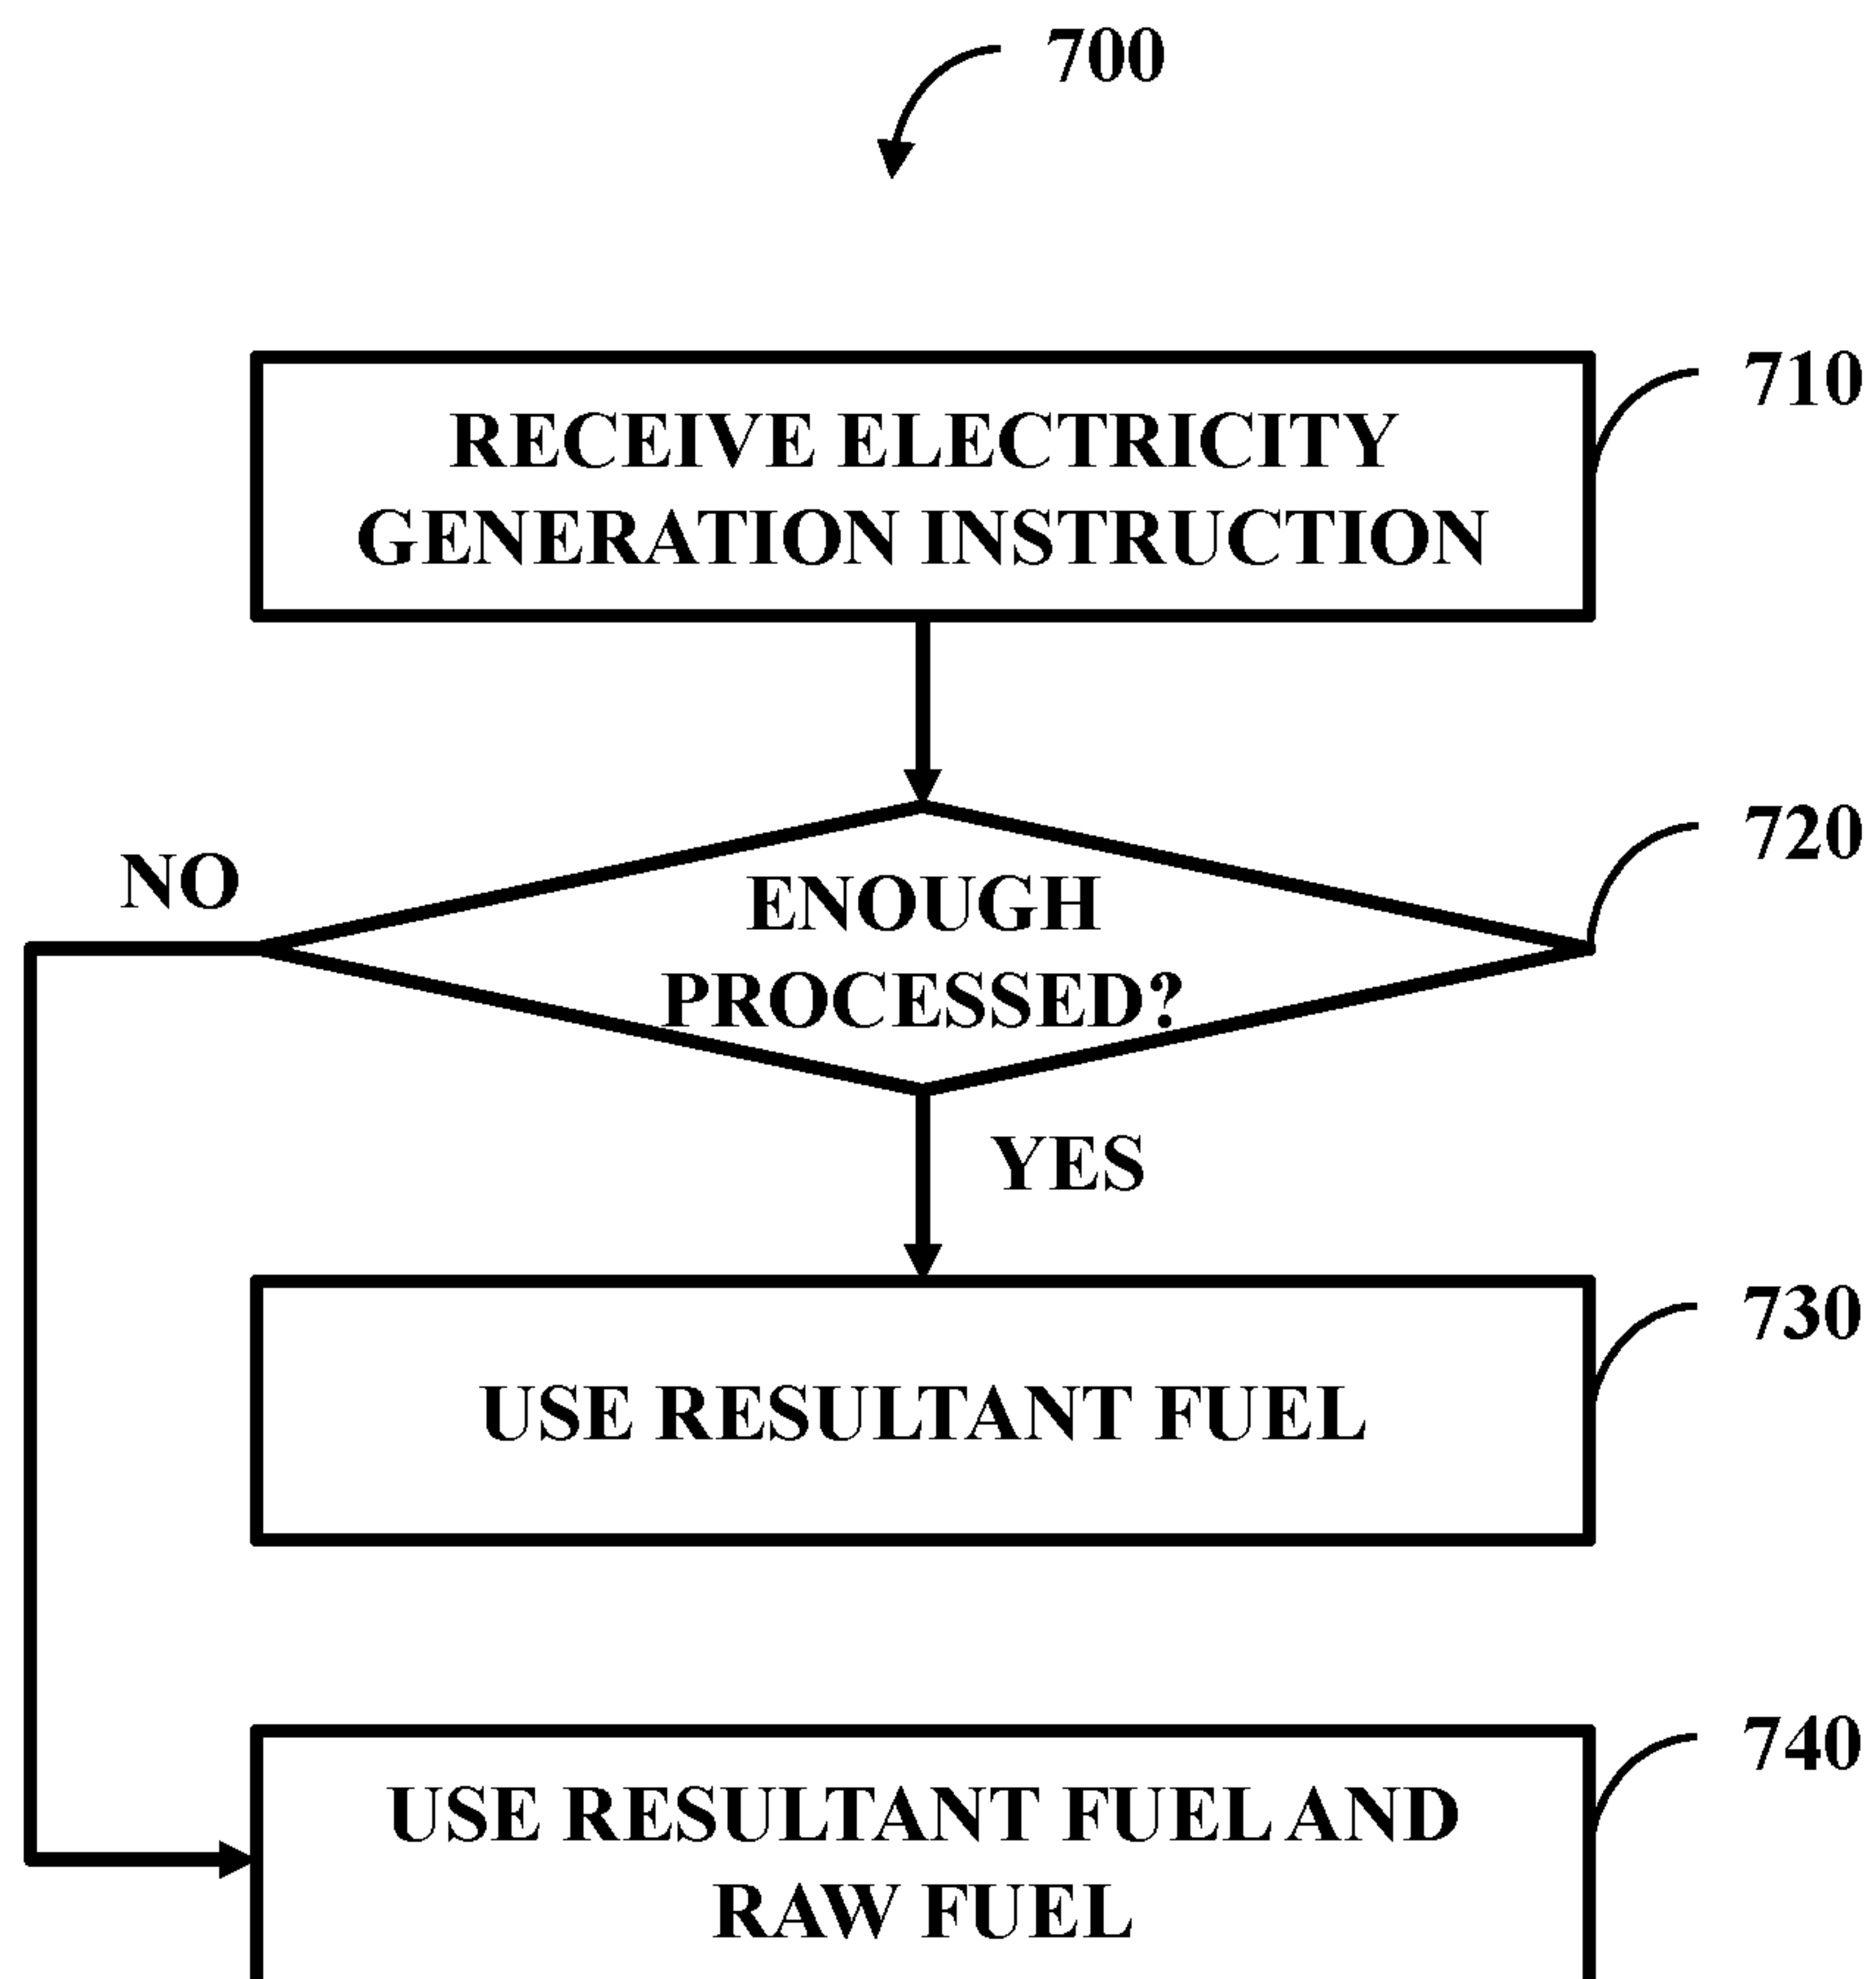 700
RECEIVE ELECTRICITY
GENERATION INSTRUCTION
710
ENOUGH
PROCESSED?
720
NO
YES
USE RESULTANT FUEL
730
USE RESULTANT FUEL AND
RAW FUEL
740